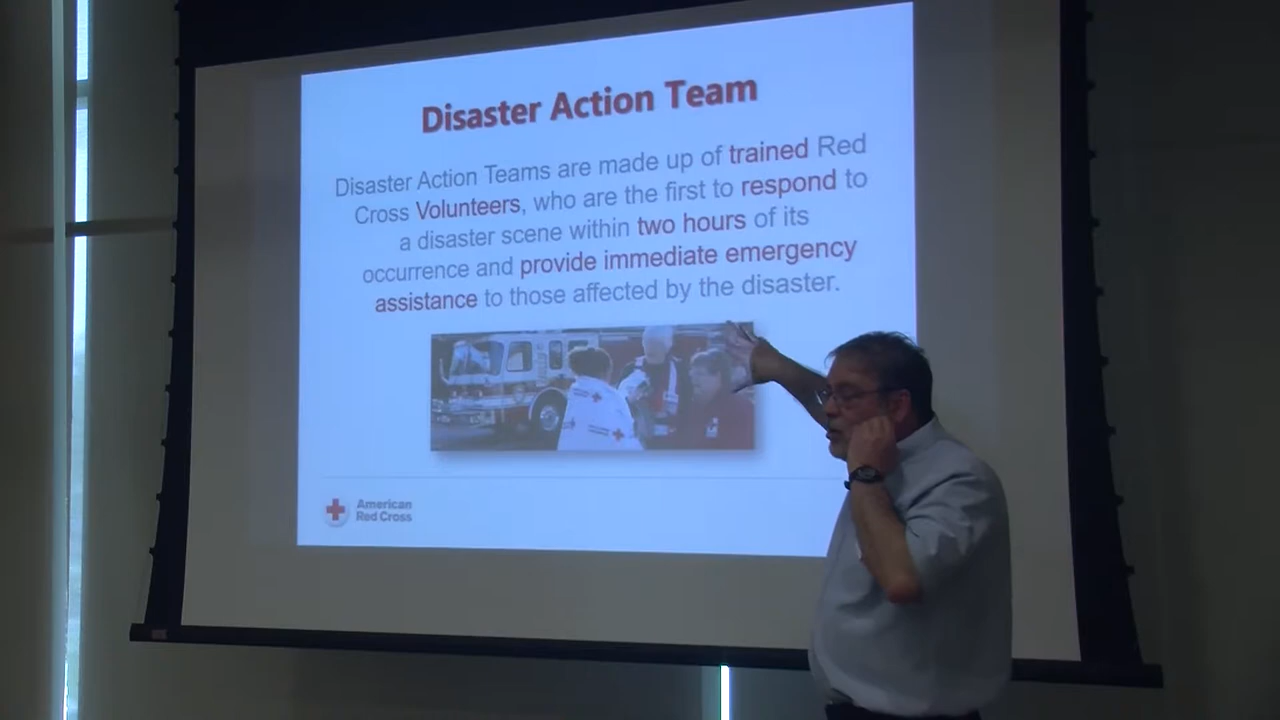 Disaster Action Team
Disaster Action Teams are made up of trained Red
Cross Volunteers, who are the first to respond to
a disaster scene within two hours of its
occurrence and provide immediate emergency
assistance to those affected by the disaster.
American
Red Cross